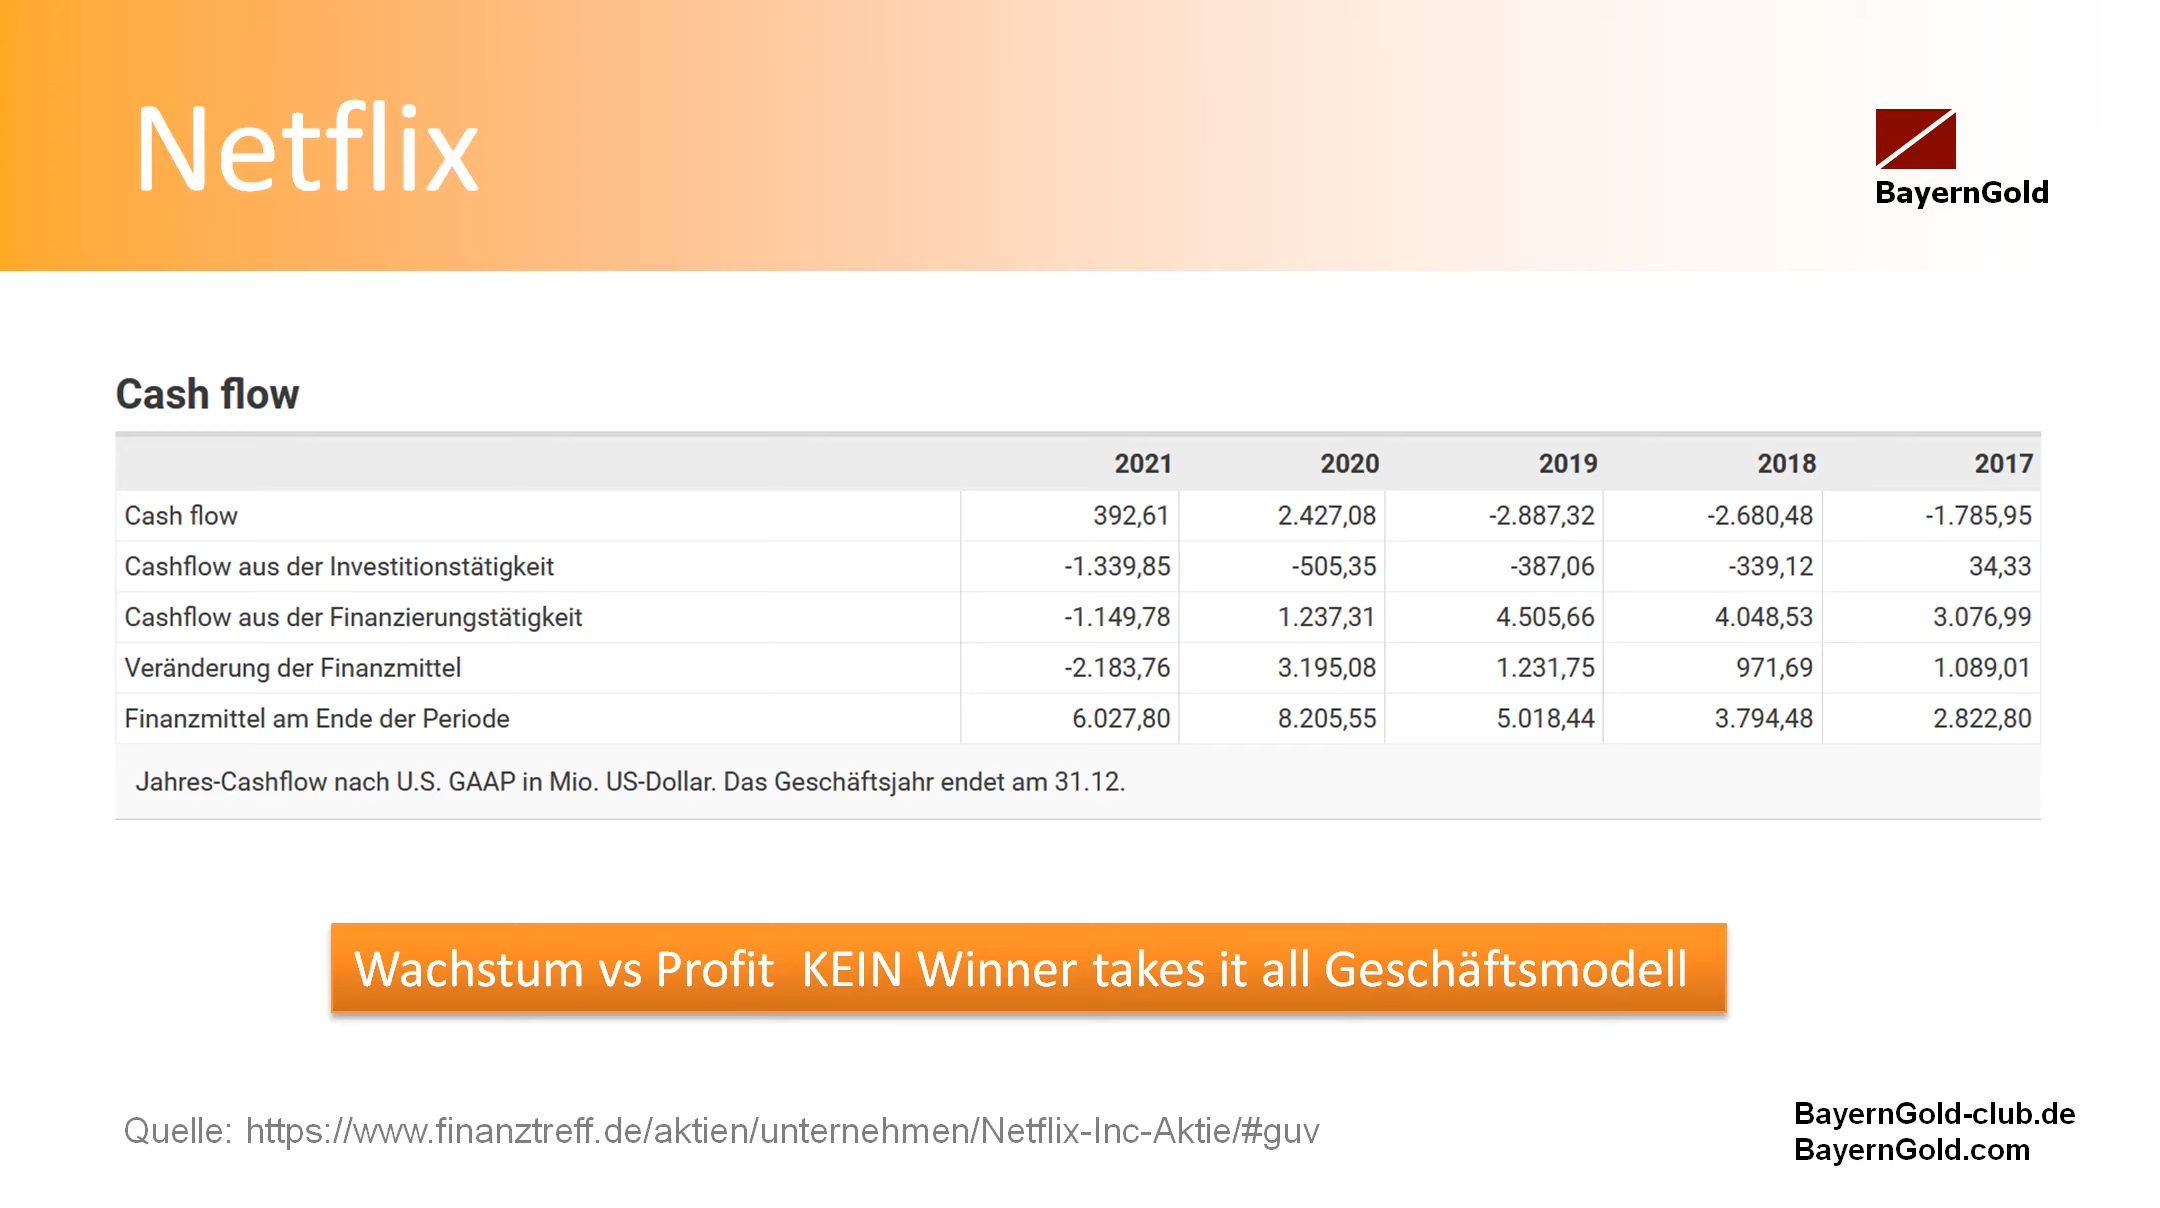 Netflix
BayernGold
Cash flow
2021 2020 2019 2018 2017
Cash flow 392,61 2.427,08 -2.887,32 -2.680,48 -1.785,95
Cashflow aus der Investitionstätigkeit -1.339,85 -505,35 -387,06 -339,12 34,33
Cashflow aus der Finanzierungstätigkeit -1.149,78 1.237,31 4.505,66 4.048,53 3.076,99
Veränderung der Finanzmittel -2.183,76 3.195,08 1.231,75 971,69 1.089,01
Finanzmittel am Ende der Periode 6.027,80 8.205,55 5.018,44 3.794,48 2.822,80
Jahres-Cashflow nach U.S. GAAP in Mio. US-Dollar. Das Geschäftsjahr endet am 31.12.
Wachstum vs Profit  KEIN Winner takes it all Geschäftsmodell
Quelle: https://www.finanztreff.de/aktien/unternehmen/Netflix-Inc-Aktie/#guv
BayernGold-club.de
BayernGold.com